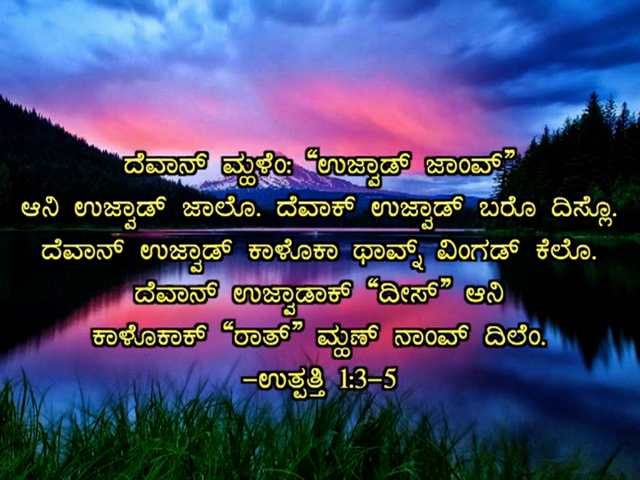 ದೆವಾನ್ ಮ್ಹಳೆಂ: “ಉಜ್ವಾಡ್ ಜಾಂವ್”
ಆನಿ ಉಜ್ವಾಡ್ ಜಾಲೊ. ದೆವಾಕ್ ಉಜ್ವಾಡ್ ಬರೊ ದಿಸ್ಲೊ.
ದೆವಾನ್ ಉಜ್ವಾಡ್ ಕಾಳೊಕಾ ಥಾವ್ನ್ ವಿಂಗಡ್ ಕೆಲೊ.
ದೆವಾನ್ ಉಜ್ವಾಡಾಕ್ “ದೀಸ್” ಆನಿ
ಕಾಳೊಕಾಕ್ “ರಾತ್” ಮ್ಹಣ್ ನಾಂವ್ ದಿಲೆಂ.
-ಉತ್ಪತ್ತಿ 1:3-5